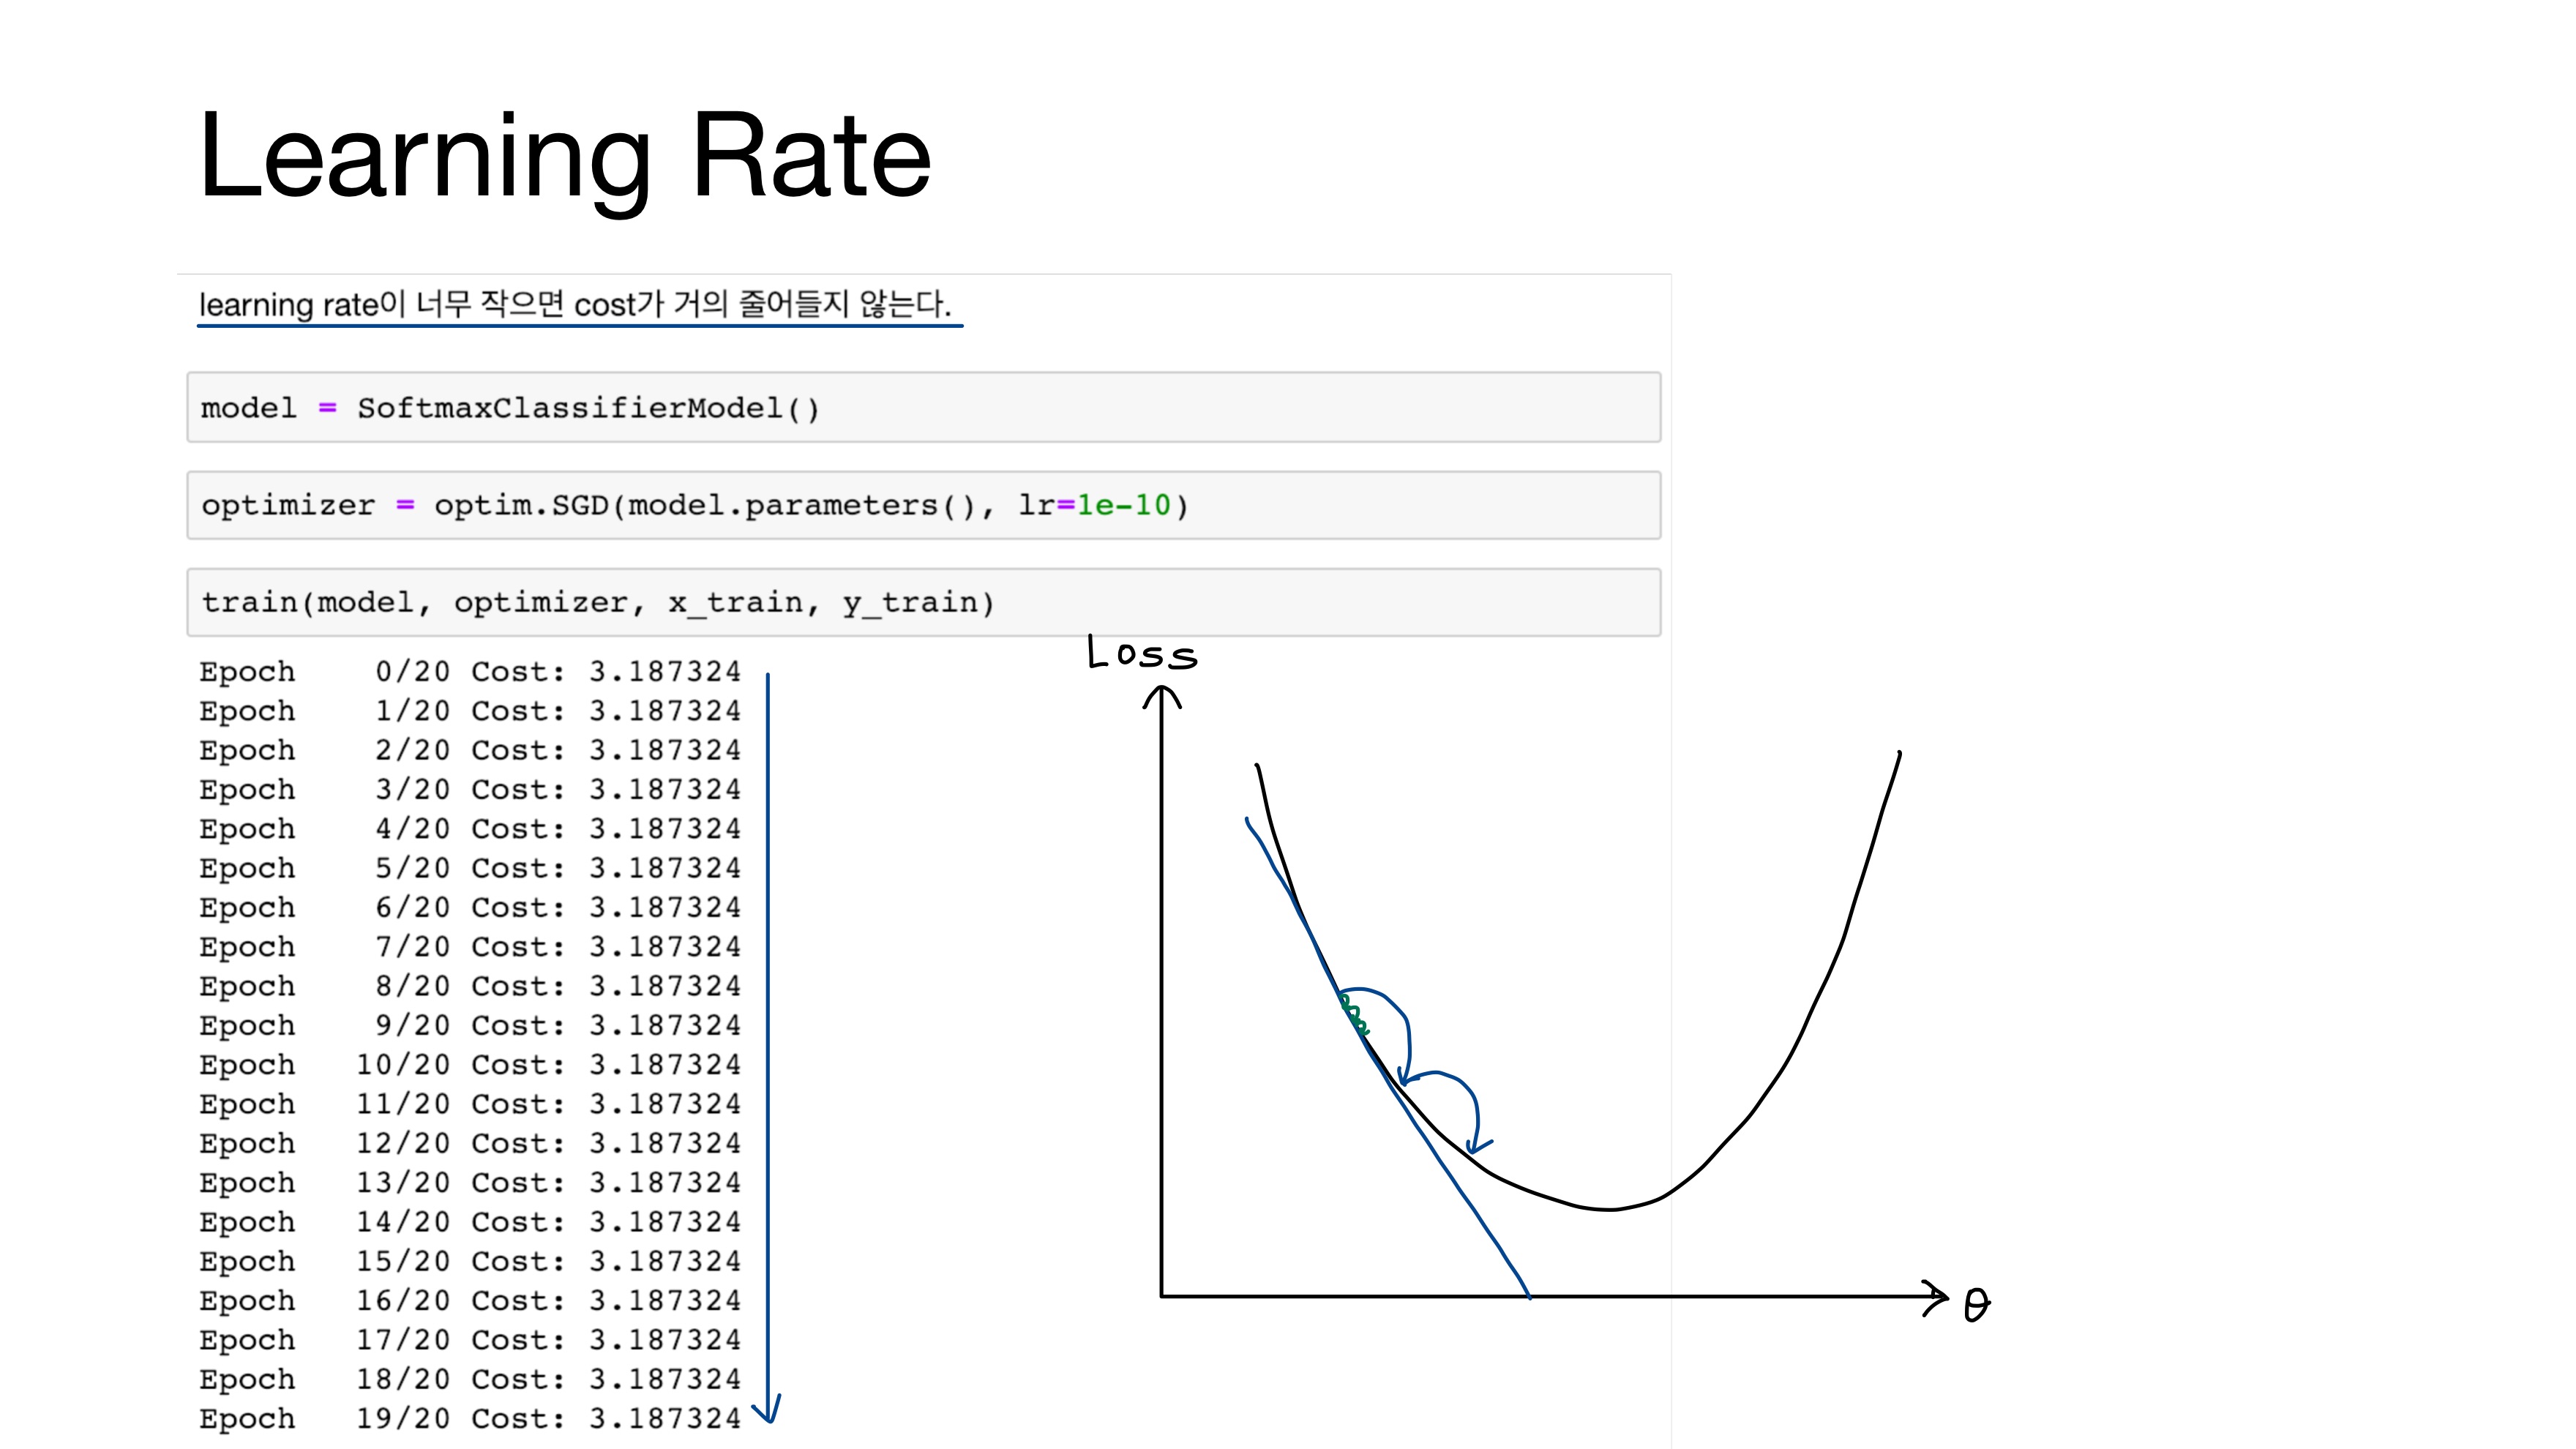 Learning Rate
learning rate이 너무 작으면 cost가 거의 줄어들지 않는다.
model = SoftmaxClassifierModel()
optimizer = optim.SGD(model.parameters(), lr=1e-10)
train(model, optimizer, x_train, y_train)
Epoch    0/20 Cost: 3.187324
Epoch    1/20 Cost: 3.187324
Epoch    2/20 Cost: 3.187324
Epoch    3/20 Cost: 3.187324
Epoch    4/20 Cost: 3.187324
Epoch    5/20 Cost: 3.187324
Epoch    6/20 Cost: 3.187324
Epoch    7/20 Cost: 3.187324
Epoch    8/20 Cost: 3.187324
Epoch    9/20 Cost: 3.187324
Epoch   10/20 Cost: 3.187324
Epoch   11/20 Cost: 3.187324
Epoch   12/20 Cost: 3.187324
Epoch   13/20 Cost: 3.187324
Epoch   14/20 Cost: 3.187324
Epoch   15/20 Cost: 3.187324
Epoch   16/20 Cost: 3.187324
Epoch   17/20 Cost: 3.187324
Epoch   18/20 Cost: 3.187324
Epoch   19/20 Cost: 3.187324
Loss
θ